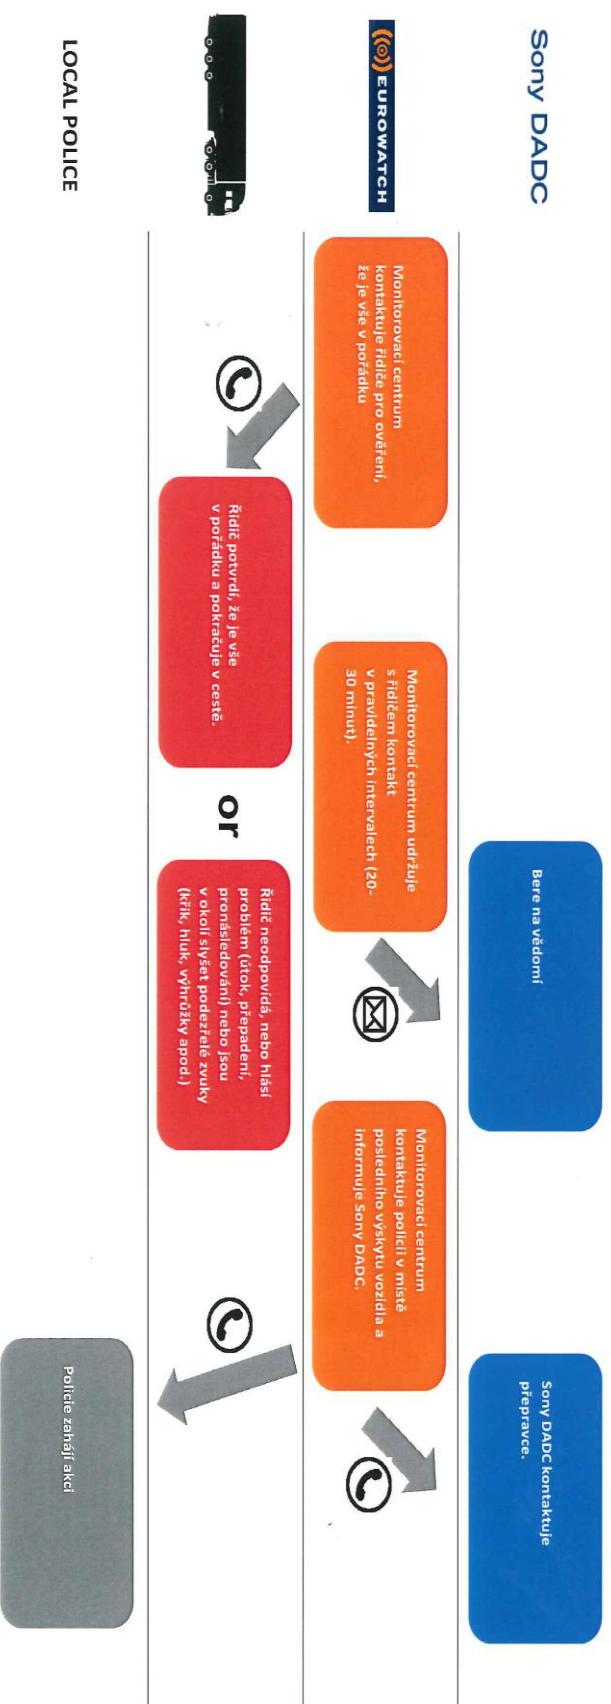 Sony DADC
Bere na vědomí
Sony DADC kontaktuje
přepravce.
EUROWATCH
Monitorovací centrum
kontaktuje řidiče pro ověření,
že je vše v pořádku
Monitorovací centrum udržuje
s řidičem kontakt
v pravidelných intervalech (20-
30 minut).
Monitorovací centrum
kontaktuje policii v místě
posledního výskytu vozidla a
informuje Sony DADC.
Řidič potvrdí, že je vše
v pořádku a pokračuje v cestě.
or
Řidič neodpovídá, nebo hlásí
problém (útok, přepadení,
pronásledování) nebo jsou
v okolí slyšet podezřelé zvuky
(křik, hluk, výhrůžky apod.)
LOCAL POLICE
Policie zahájí akci